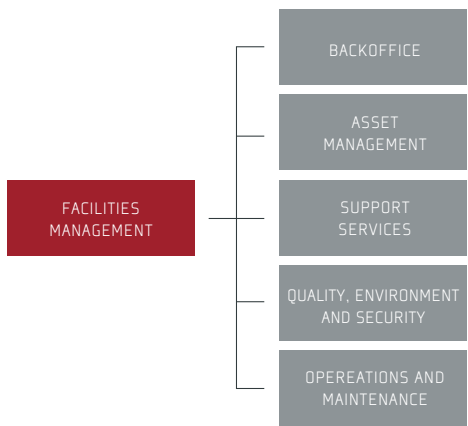 BACKOFFICE
ASSET
MANAGEMENT
FACILITIES
MANAGEMENT
SUPPORT
SERVICES
QUALITY, ENVIRONMENT
AND SECURITY
OPEREATIONS AND
MAINTENANCE